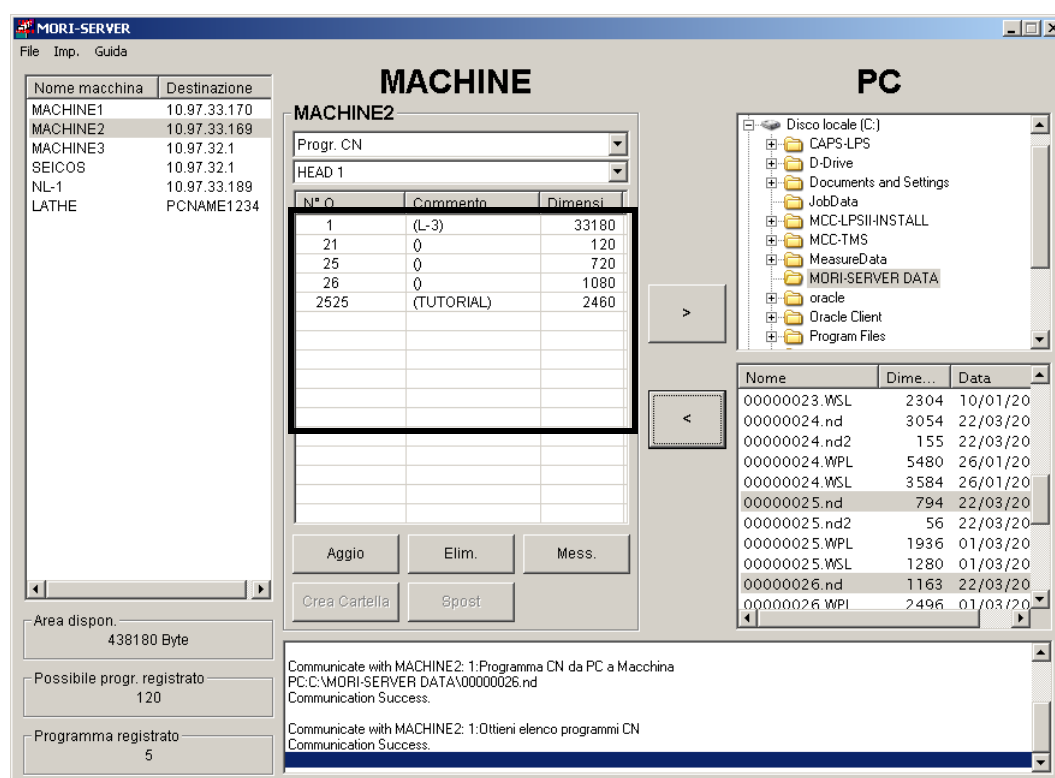 MORI-SERVER
File Imp. Guida
MACHINE
PC
Nome macchina Destinazione
MACHINE1 10.97.33.170
MACHINE2 10.97.33.169
MACHINE3 10.97.32.1
SEICOS 10.97.32.1
NL-1 10.97.33.189
LATHE PCNAME1234
MACHINE2
Progr. CN
HEAD 1
N° O Commento Dimensi
1 (L-3) 33180
21 () 120
25 () 720
26 () 1080
2525 (TUTORIAL) 2460
Aggio Elim. Mess.
Crea Cartella Spost
>
<
Disco locale (C:)
CAPS-LPS
D-Drive
Documents and Settings
JobData
MCC-LPSII-INSTALL
MCC-TMS
MeasureData
MORI-SERVER DATA
oracle
Oracle Client
Program Files
Nome Dime... Data
00000023.WSL 2304 10/01/20
00000024.nd 3054 22/03/20
00000024.nd2 155 22/03/20
00000024.WPL 5480 26/01/20
00000024.WSL 3584 26/01/20
00000025.nd 794 22/03/20
00000025.nd2 56 22/03/20
00000025.WPL 1936 01/03/20
00000025.WSL 1280 01/03/20
00000026.nd 1163 22/03/20
00000026.WPL 2496 01/03/20
Area dispon.
438180 Byte
Possibile progr. registrato
120
Programma registrato
5
Communicate with MACHINE2: 1:Programma CN da PC a Macchina
PC:C:\MORI-SERVER DATA\00000026.nd
Communication Success.
Communicate with MACHINE2: 1:Ottieni elenco programmi CN
Communication Success.